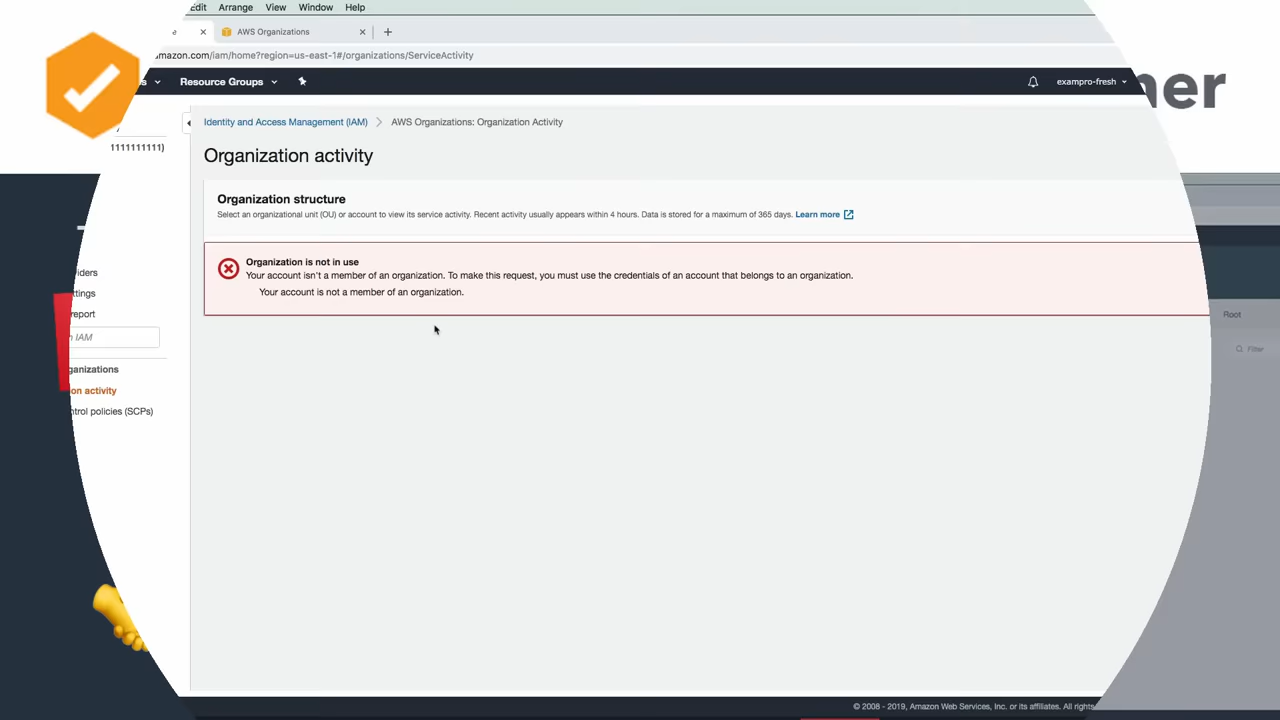 Edit Arrange View Window Help
AWS Organizations
amazon.com/iam/home?region=us-east-1#/organizations/ServiceActivity
Resource Groups
exampro-fresh
Identity and Access Management (IAM) AWS Organizations: Organization Activity
1111111111)
Organization activity
Organization structure
Select an organizational unit (OU) or account to view its service activity. Recent activity usually appears within 4 hours. Data is stored for a maximum of 365 days. Learn more
Organization is not in use
Your account isn't a member of an organization. To make this request, you must use the credentials of an account that belongs to an organization.
Your account is not a member of an organization.
report
Root
IAM
Filter
activity
policies (SCPs)
© 2008 - 2019, Amazon Web Services, Inc. or its affiliates. All rights